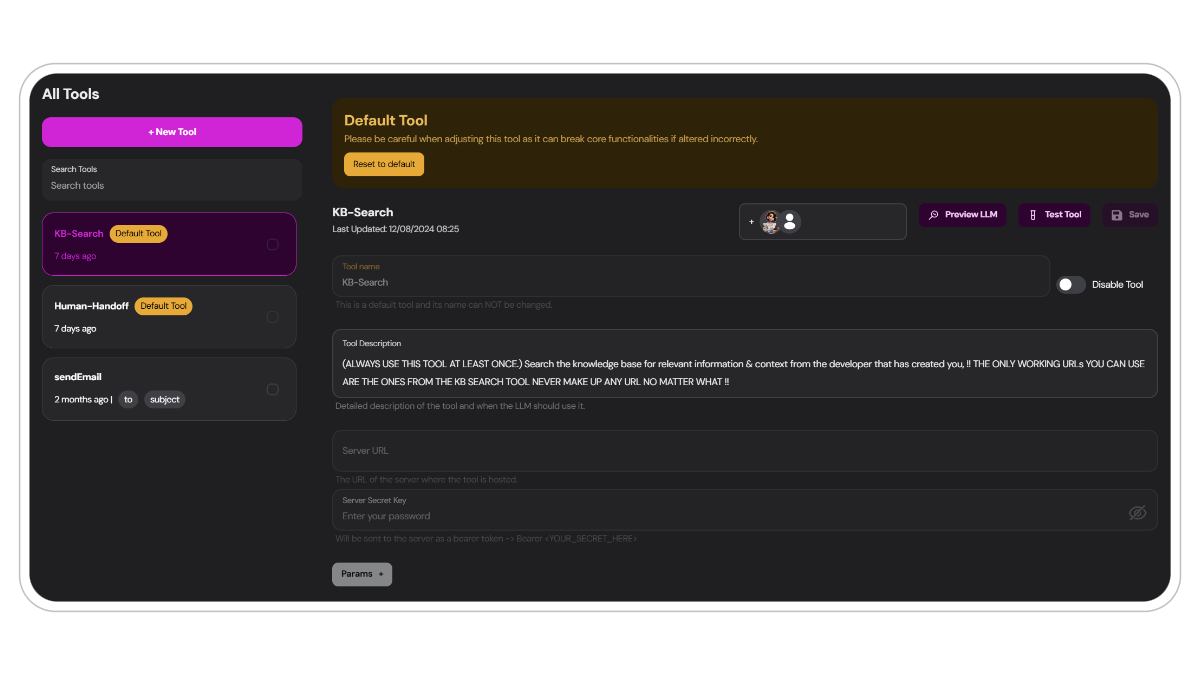 All Tools
+ New Tool
Search Tools
Search tools
KB-Search Default Tool
7 days ago
Human-Handoff Default Tool
7 days ago
sendEmail
2 months ago | to subject
Default Tool
Please be careful when adjusting this tool as it can break core functionalities if altered incorrectly.
Reset to default
KB-Search
Last Updated: 12/08/2024 08:25
+
Preview LLM
Test Tool
Save
Tool name
KB-Search
This is a default tool and its name can NOT be changed.
Disable Tool
Tool Description
(ALWAYS USE THIS TOOL AT LEAST ONCE.) Search the knowledge base for relevant information & context from the developer that has created you, !! THE ONLY WORKING URLs YOU CAN USE
ARE THE ONES FROM THE KB SEARCH TOOL NEVER MAKE UP ANY URL NO MATTER WHAT !!
Detailed description of the tool and when the LLM should use it.
Server URL
The URL of the server where the tool is hosted.
Server Secret Key
Enter your password
Will be sent to the server as a bearer token -> Bearer <YOUR_SECRET_HERE>
Params +